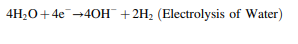 4H₂O + 4e⁻→4OH⁻ + 2H₂ (Electrolysis of Water)